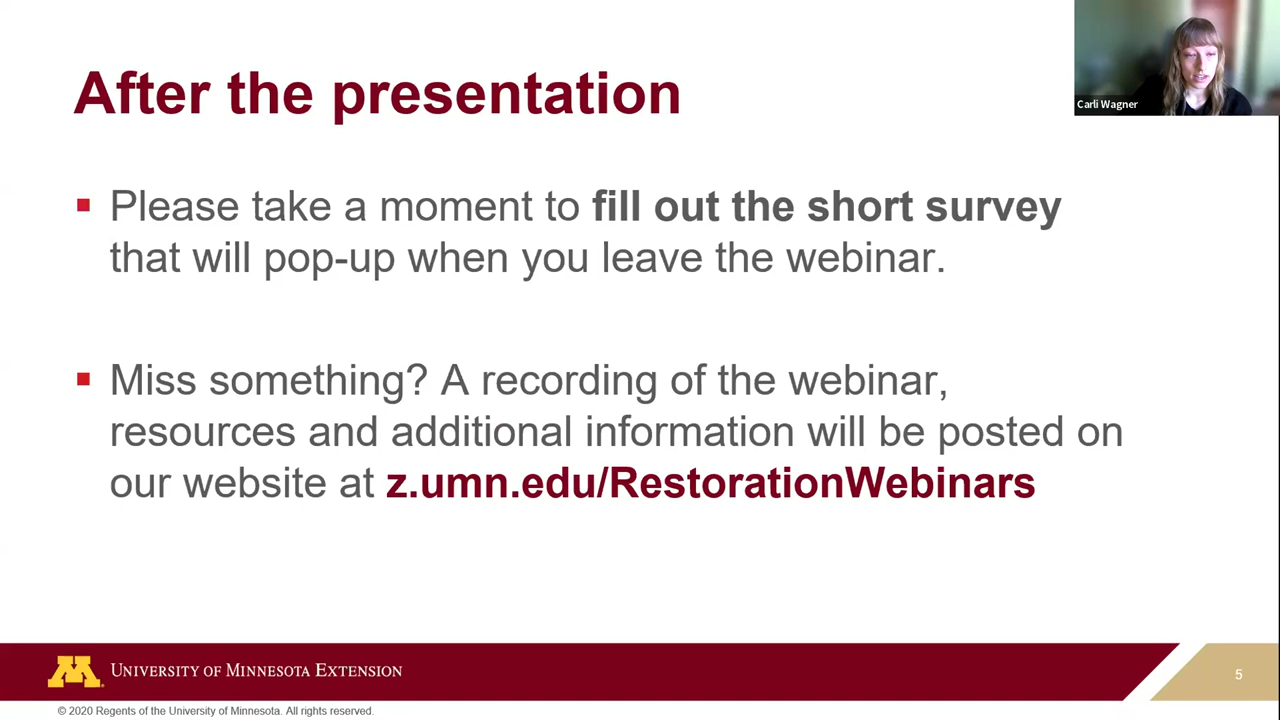 After the presentation
Carli Wagner
▪ Please take a moment to fill out the short survey
that will pop-up when you leave the webinar.
▪ Miss something? A recording of the webinar,
resources and additional information will be posted on
our website at z.umn.edu/RestorationWebinars
M UNIVERSITY OF MINNESOTA EXTENSION
5
© 2020 Regents of the University of Minnesota. All rights reserved.